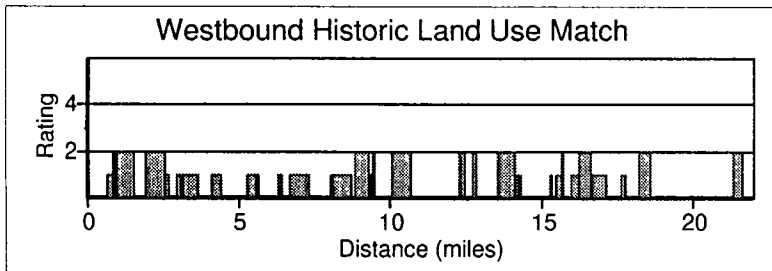 Westbound Historic Land Use Match
Rating
4
2
0 5 10 15 20
Distance (miles)